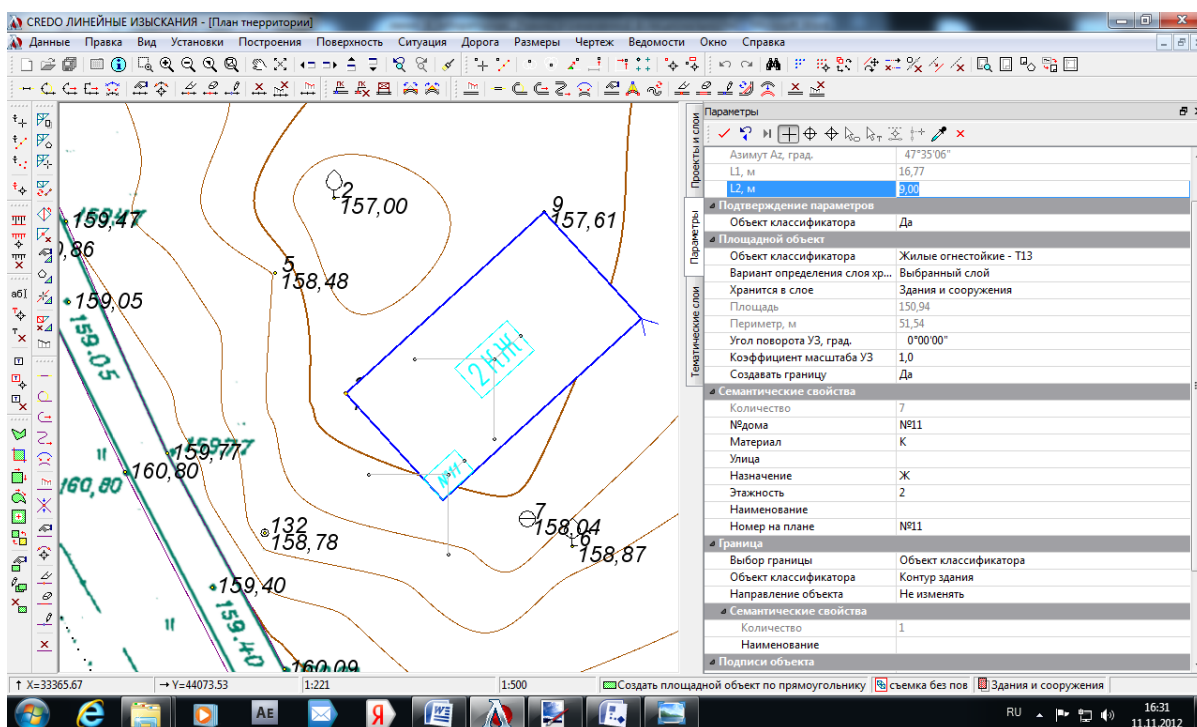 CREDO ЛИНЕЙНЫЕ ИЗЫСКАНИЯ - [План тнерритории]
Данные Правка Вид Установки Построения Поверхность Ситуация Дорога Размеры Чертеж Ведомости Окно Справка
абI
Проекты и слои
Параметры
Тематические слои
2
157,00
9
157,61
159,47
159,47
5
158,48
159,05
159.05
2КЖ
№11
159,77
160,80
160,80
132
158,78
7
158,04
6
158,87
159,40
159.40
160,09
Параметры
Азимут Az, град. 47°35'06"
L1, м 16,77
L2, м 9,00
Подтверждение параметров
Объект классификатора Да
Площадной объект
Объект классификатора Жилые огнестойкие - Т13
Вариант определения слоя хр... Выбранный слой
Хранится в слое Здания и сооружения
Площадь 150,94
Периметр, м 51,54
Угол поворота УЗ, град. 0°00'00"
Коэффициент масштаба УЗ 1,0
Создавать границу Да
Семантические свойства
Количество 7
№дома №11
Материал К
Улица
Назначение Ж
Этажность 2
Наименование
Номер на плане №11
Граница
Выбор границы Объект классификатора
Объект классификатора Контур здания
Направление объекта Не изменять
Семантические свойства
Количество 1
Наименование
Подписи объекта
X=33365.67 Y=44073.53 1:221 1:500 Создать площадной объект по прямоугольнику съемка без пов Здания и сооружения
AE Я RU 16:31
11.11.2012